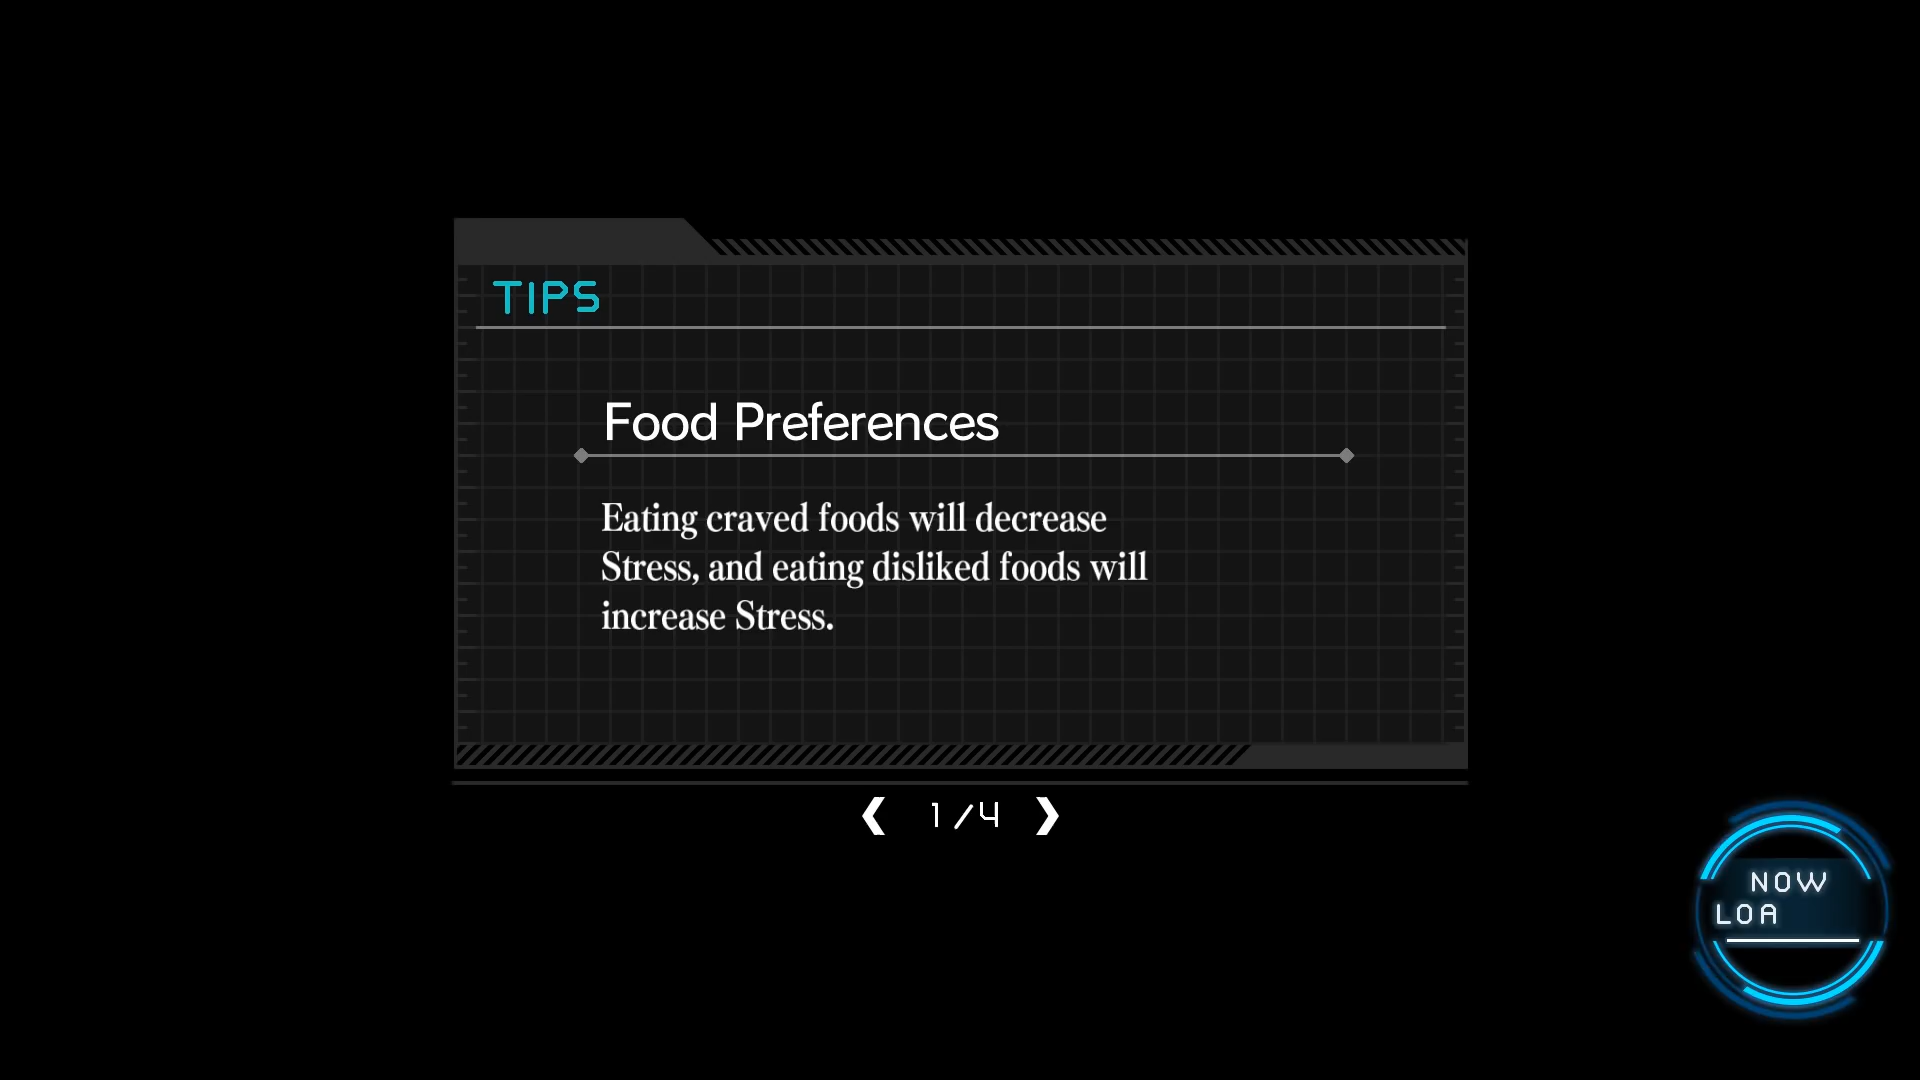 TIPS
Food Preferences
Eating craved foods will decrease
Stress, and eating disliked foods will
increase Stress.
1/4
NOW
LOA